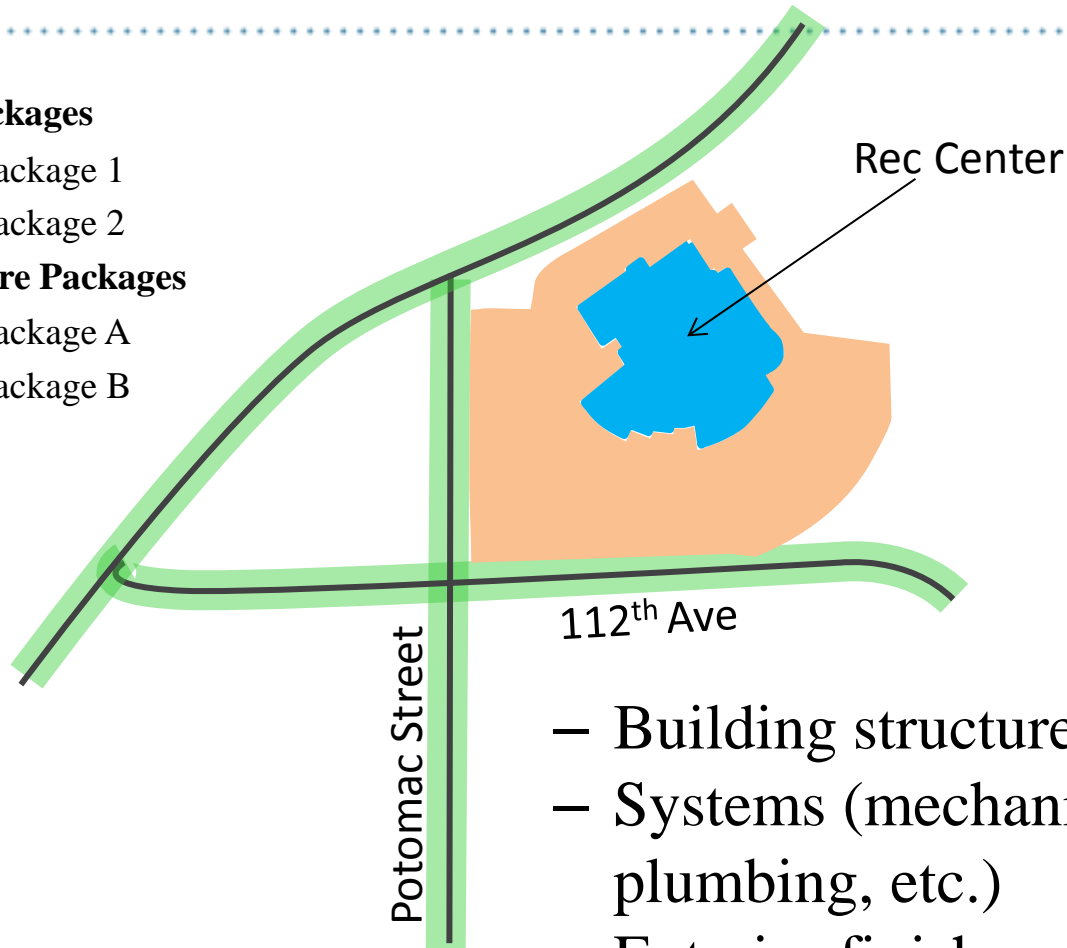 ckages
ackage 1
ackage 2
re Packages
ackage A
ackage B
Rec Center
112th Ave
Potomac Street
– Building structure
– Systems (mechani
plumbing, etc.)